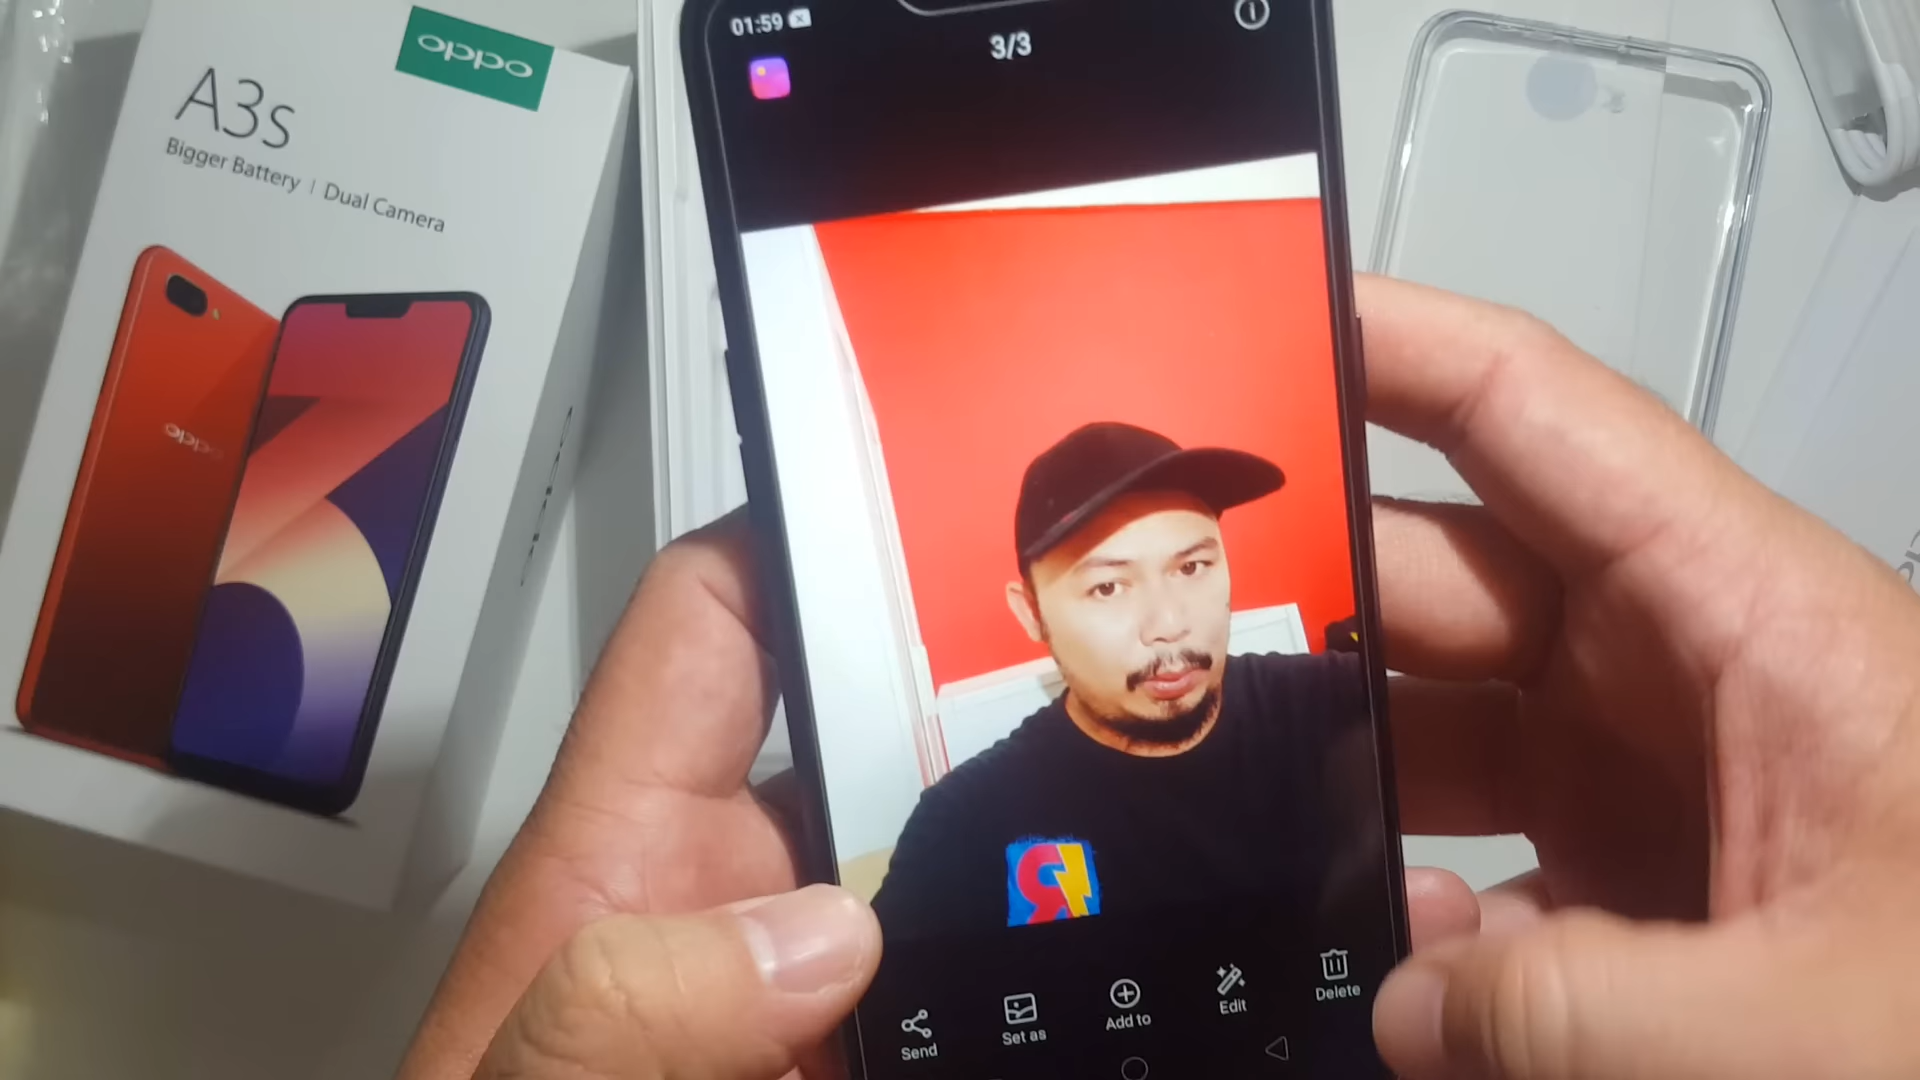 oppo
A3s
Bigger Battery | Dual Camera
oppo
01:59
3/3
Send
Set as
Add to
Edit
Delete